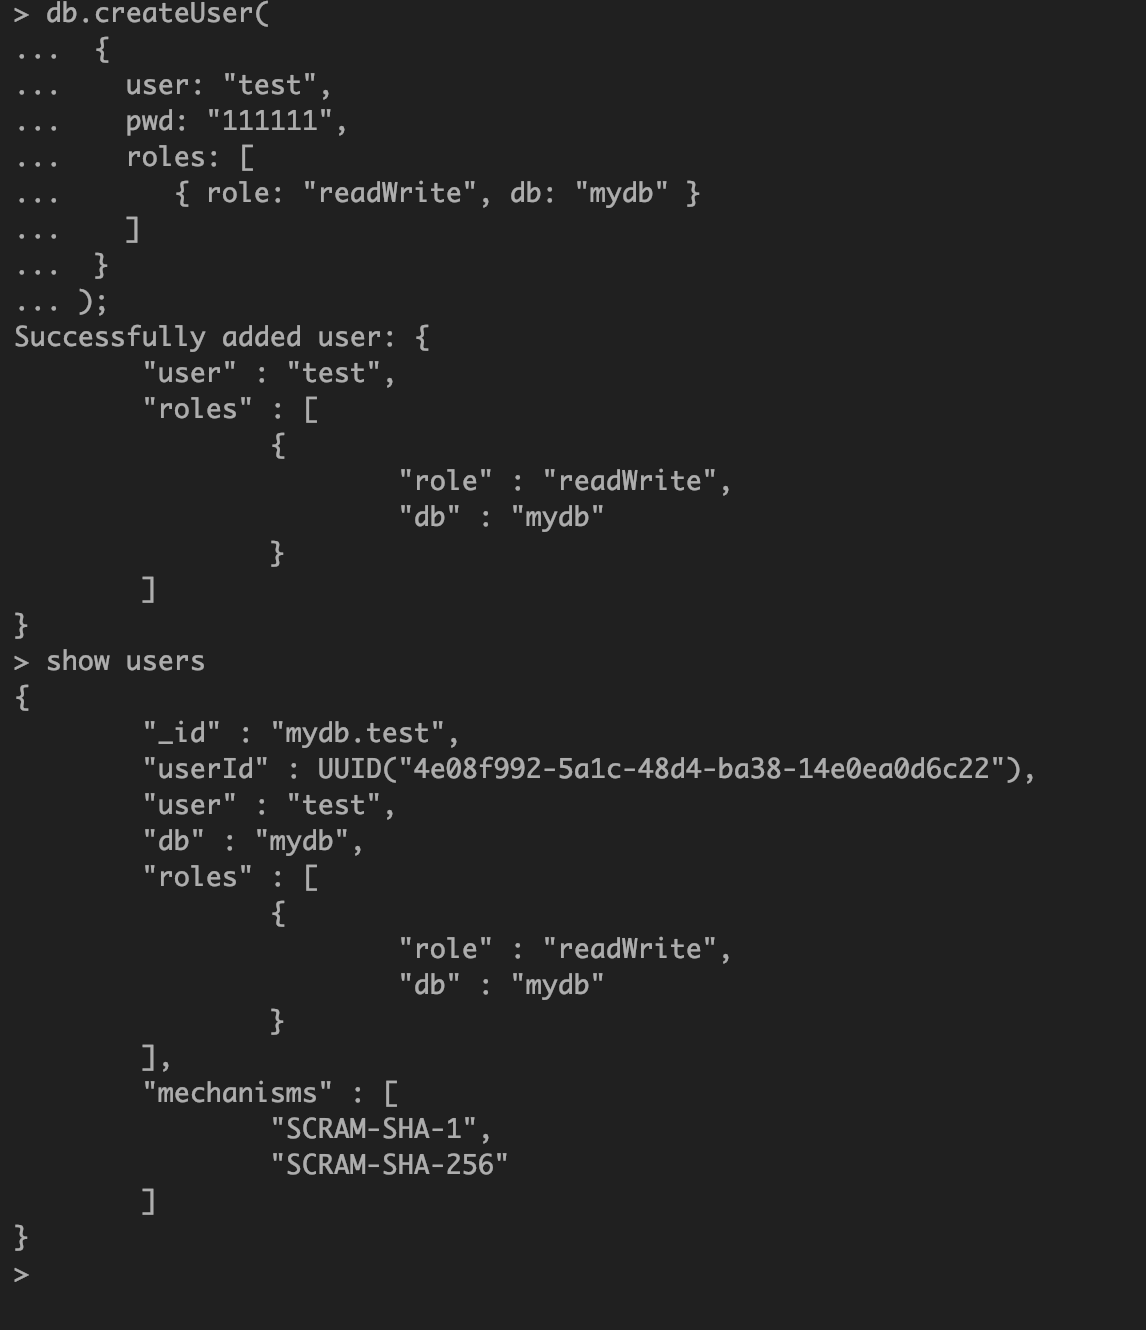 > db.createUser(
...  {
...    user: "test",
...    pwd: "111111",
...    roles: [
...       { role: "readWrite", db: "mydb" }
...    ]
...  }
... );
Successfully added user: {
        "user" : "test",
        "roles" : [
                {
                        "role" : "readWrite",
                        "db" : "mydb"
                }
        ]
}
> show users
{
        "_id" : "mydb.test",
        "userId" : UUID("4e08f992-5a1c-48d4-ba38-14e0ea0d6c22"),
        "user" : "test",
        "db" : "mydb",
        "roles" : [
                {
                        "role" : "readWrite",
                        "db" : "mydb"
                }
        ],
        "mechanisms" : [
                "SCRAM-SHA-1",
                "SCRAM-SHA-256"
        ]
}
>